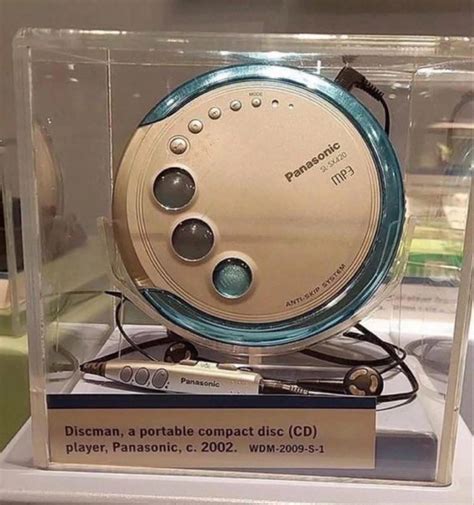 MODE
Panasonic
SL-SX420
MP3
ANTI-SKIP SYSTEM
Panasonic
Discman, a portable compact disc (CD)
player, Panasonic, c. 2002. WDM-2009-S-1